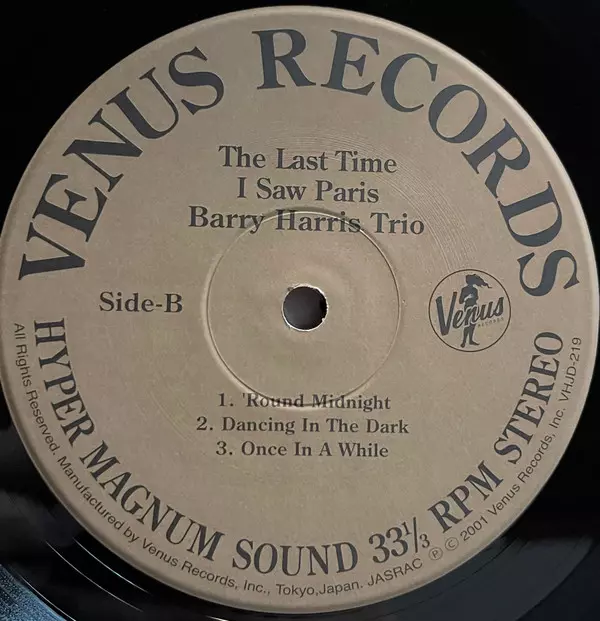 VENUS RECORDS
The Last Time
I Saw Paris
Barry Harris Trio
Side-B
Venus
RECORDS
1. 'Round Midnight
2. Dancing In The Dark
3. Once In A While
HYPER MAGNUM SOUND 33⅓ RPM STEREO
All Rights Reserved. Manufactured by Venus Records, Inc., Tokyo,Japan. JASRAC ℗ © 2001 Venus Records, Inc. VHJD-219